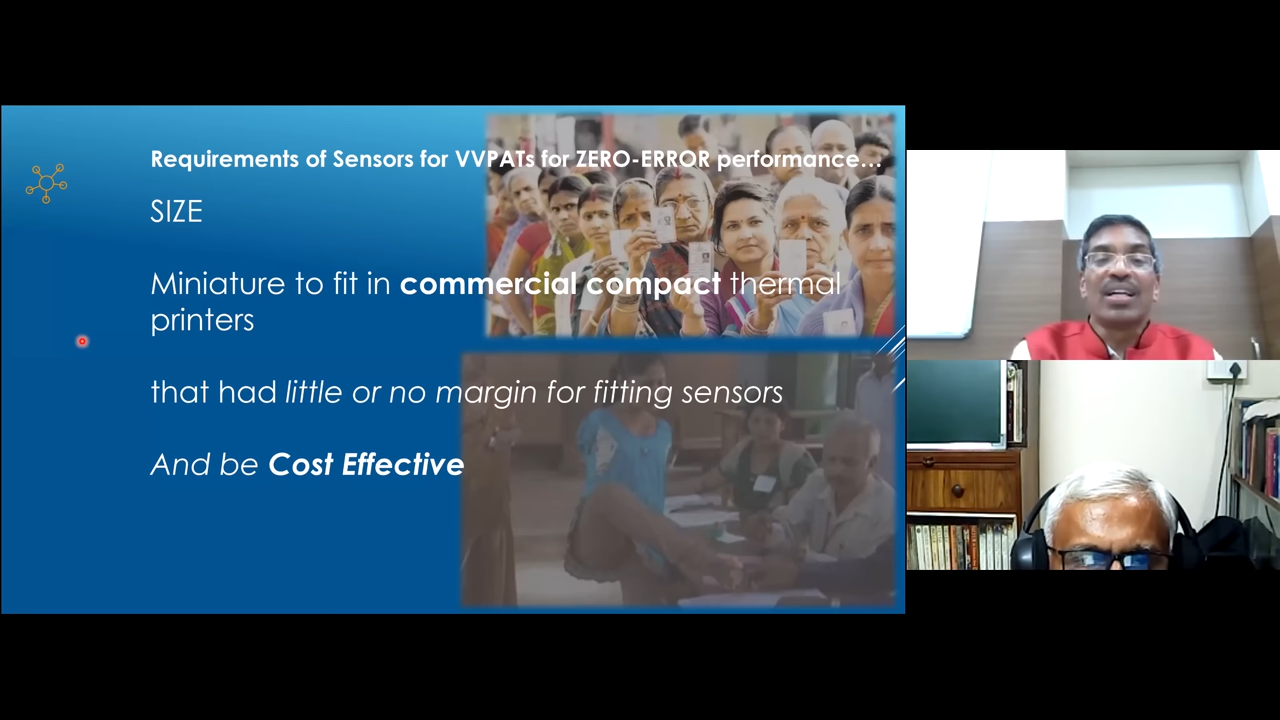 Requirements of Sensors for VVPATs for ZERO-ERROR performance...
SIZE
Miniature to fit in commercial compact thermal
printers
that had little or no margin for fitting sensors
And be Cost Effective